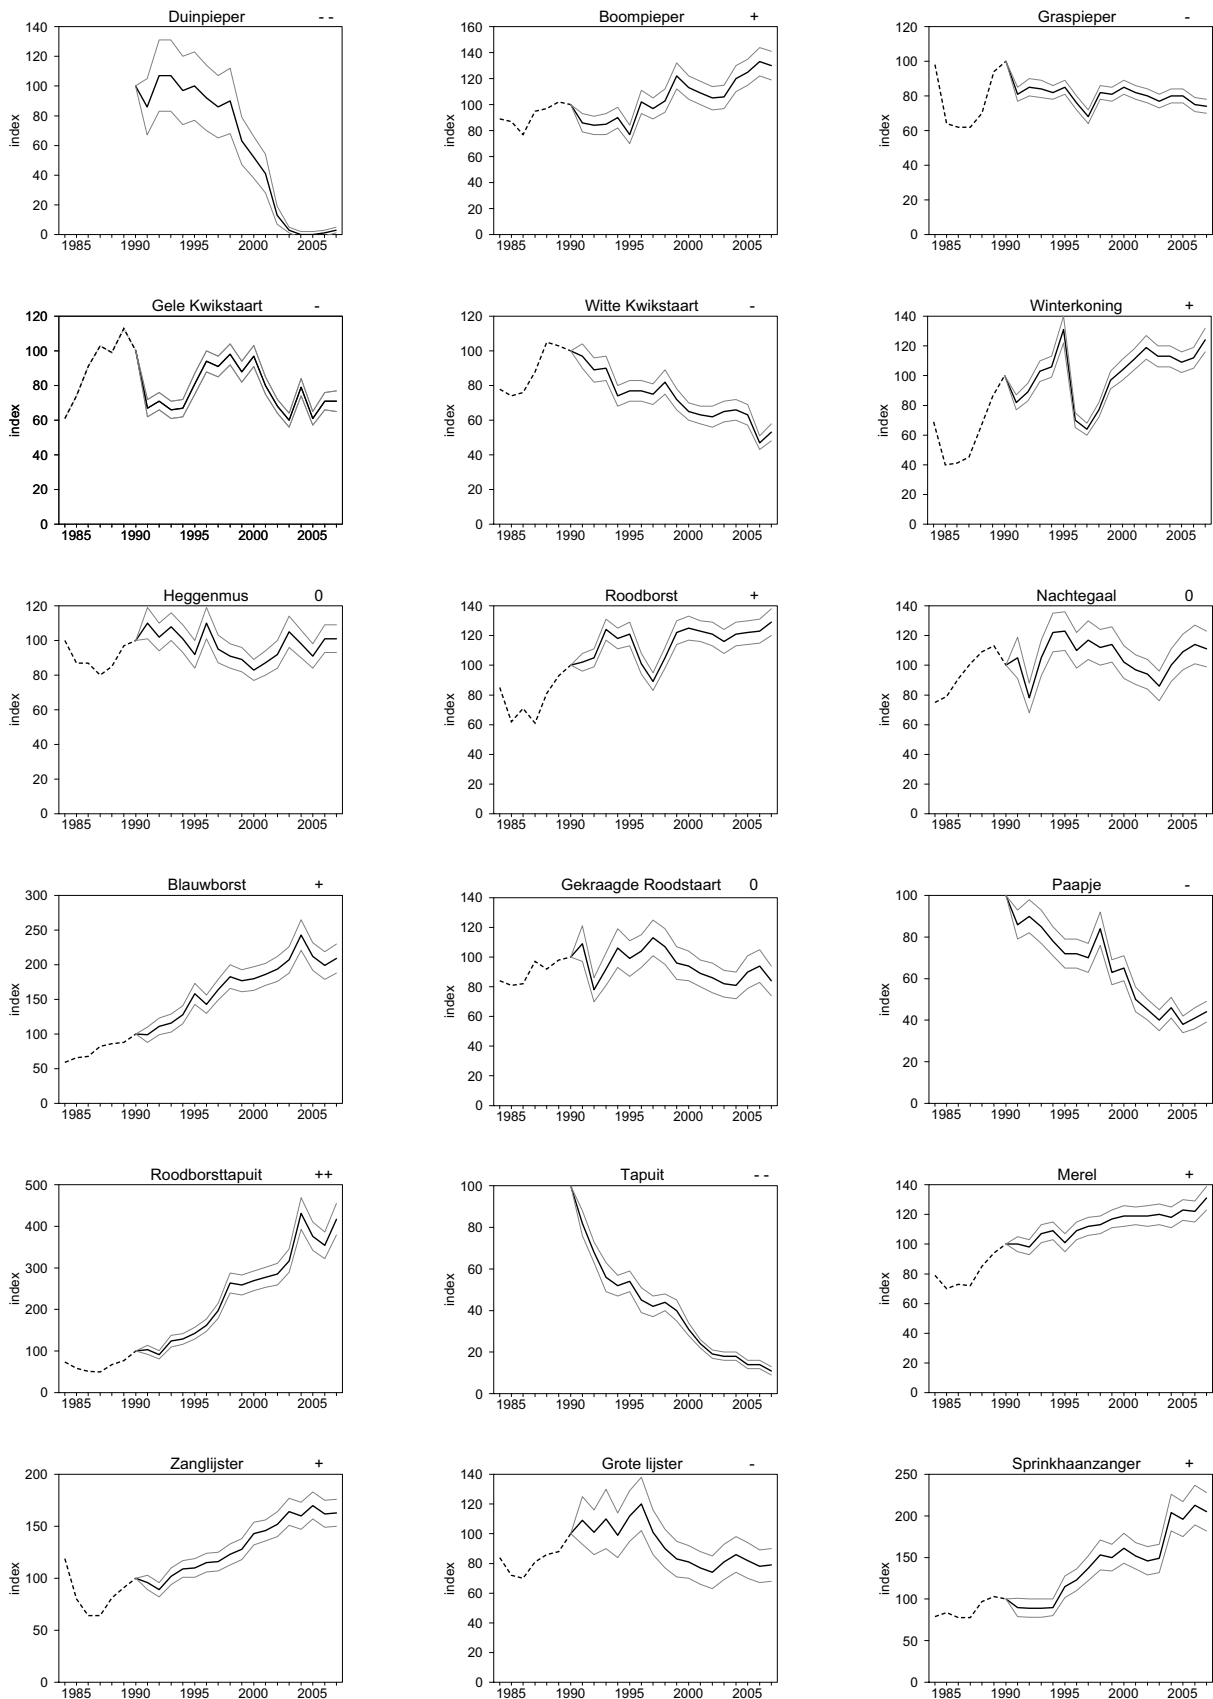 Duinpieper - -
index
140
120
100
80
60
40
20
0
1985 1990 1995 2000 2005
Boompieper +
index
160
140
120
100
80
60
40
20
0
1985 1990 1995 2000 2005
Graspieper -
index
120
100
80
60
40
20
0
1985 1990 1995 2000 2005
Gele Kwikstaart -
index
120
100
80
60
40
20
0
1985 1990 1995 2000 2005
Witte Kwikstaart -
index
120
100
80
60
40
20
0
1985 1990 1995 2000 2005
Winterkoning +
index
140
120
100
80
60
40
20
0
1985 1990 1995 2000 2005
Heggenmus 0
index
120
100
80
60
40
20
0
1985 1990 1995 2000 2005
Roodborst +
index
140
120
100
80
60
40
20
0
1985 1990 1995 2000 2005
Nachtegaal 0
index
140
120
100
80
60
40
20
0
1985 1990 1995 2000 2005
Blauwborst +
index
300
250
200
150
100
50
0
1985 1990 1995 2000 2005
Gekraagde Roodstaart 0
index
140
120
100
80
60
40
20
0
1985 1990 1995 2000 2005
Paapje -
index
100
80
60
40
20
0
1985 1990 1995 2000 2005
Roodborsttapuit ++
index
500
400
300
200
100
0
1985 1990 1995 2000 2005
Tapuit - -
index
100
80
60
40
20
0
1985 1990 1995 2000 2005
Merel +
index
140
120
100
80
60
40
20
0
1985 1990 1995 2000 2005
Zanglijster +
index
200
150
100
50
0
1985 1990 1995 2000 2005
Grote lijster -
index
140
120
100
80
60
40
20
0
1985 1990 1995 2000 2005
Sprinkhaanzanger +
index
250
200
150
100
50
0
1985 1990 1995 2000 2005